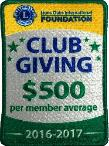 Lions Clubs International
FOUNDATION
CLUB
GIVING
$500
per member average
2016-2017